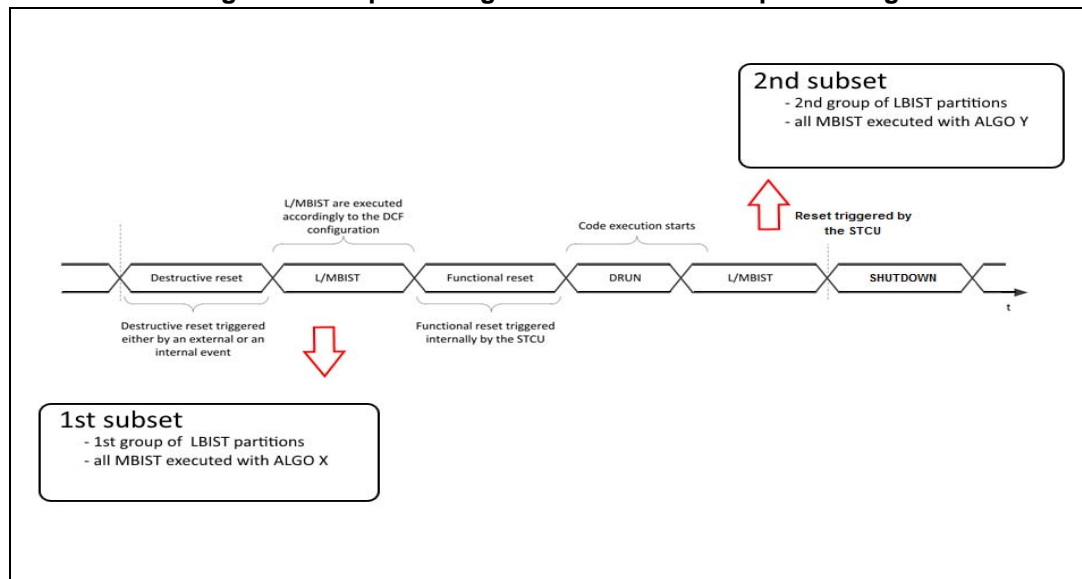 2nd subset
- 2nd group of LBIST partitions
- all MBIST executed with ALGO Y
L/MBIST are executed
accordingly to the DCF
configuration
Code execution starts
Reset triggered by
the STCU
Destructive reset
L/MBIST
Functional reset
DRUN
L/MBIST
SHUTDOWN
t
Destructive reset triggered
either by an external or an
internal event
Functional reset triggered
internally by the STCU
1st subset
- 1st group of LBIST partitions
- all MBIST executed with ALGO X